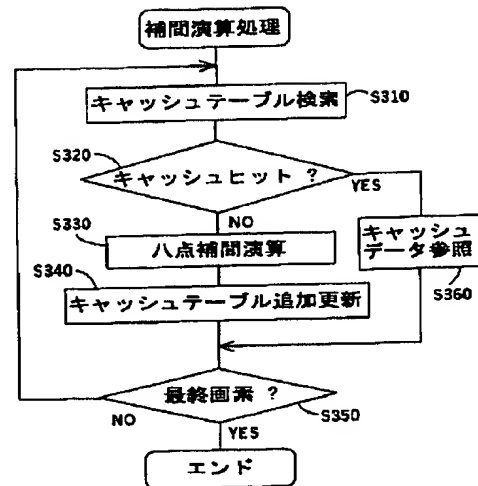 補間演算処理
キャッシュテーブル検索
S310
S320
キャッシュヒット ?
YES
NO
S330
八点補間演算
キャッシュ
データ参照
S360
S340
キャッシュテーブル追加更新
最終画素 ?
S350
NO
YES
エンド